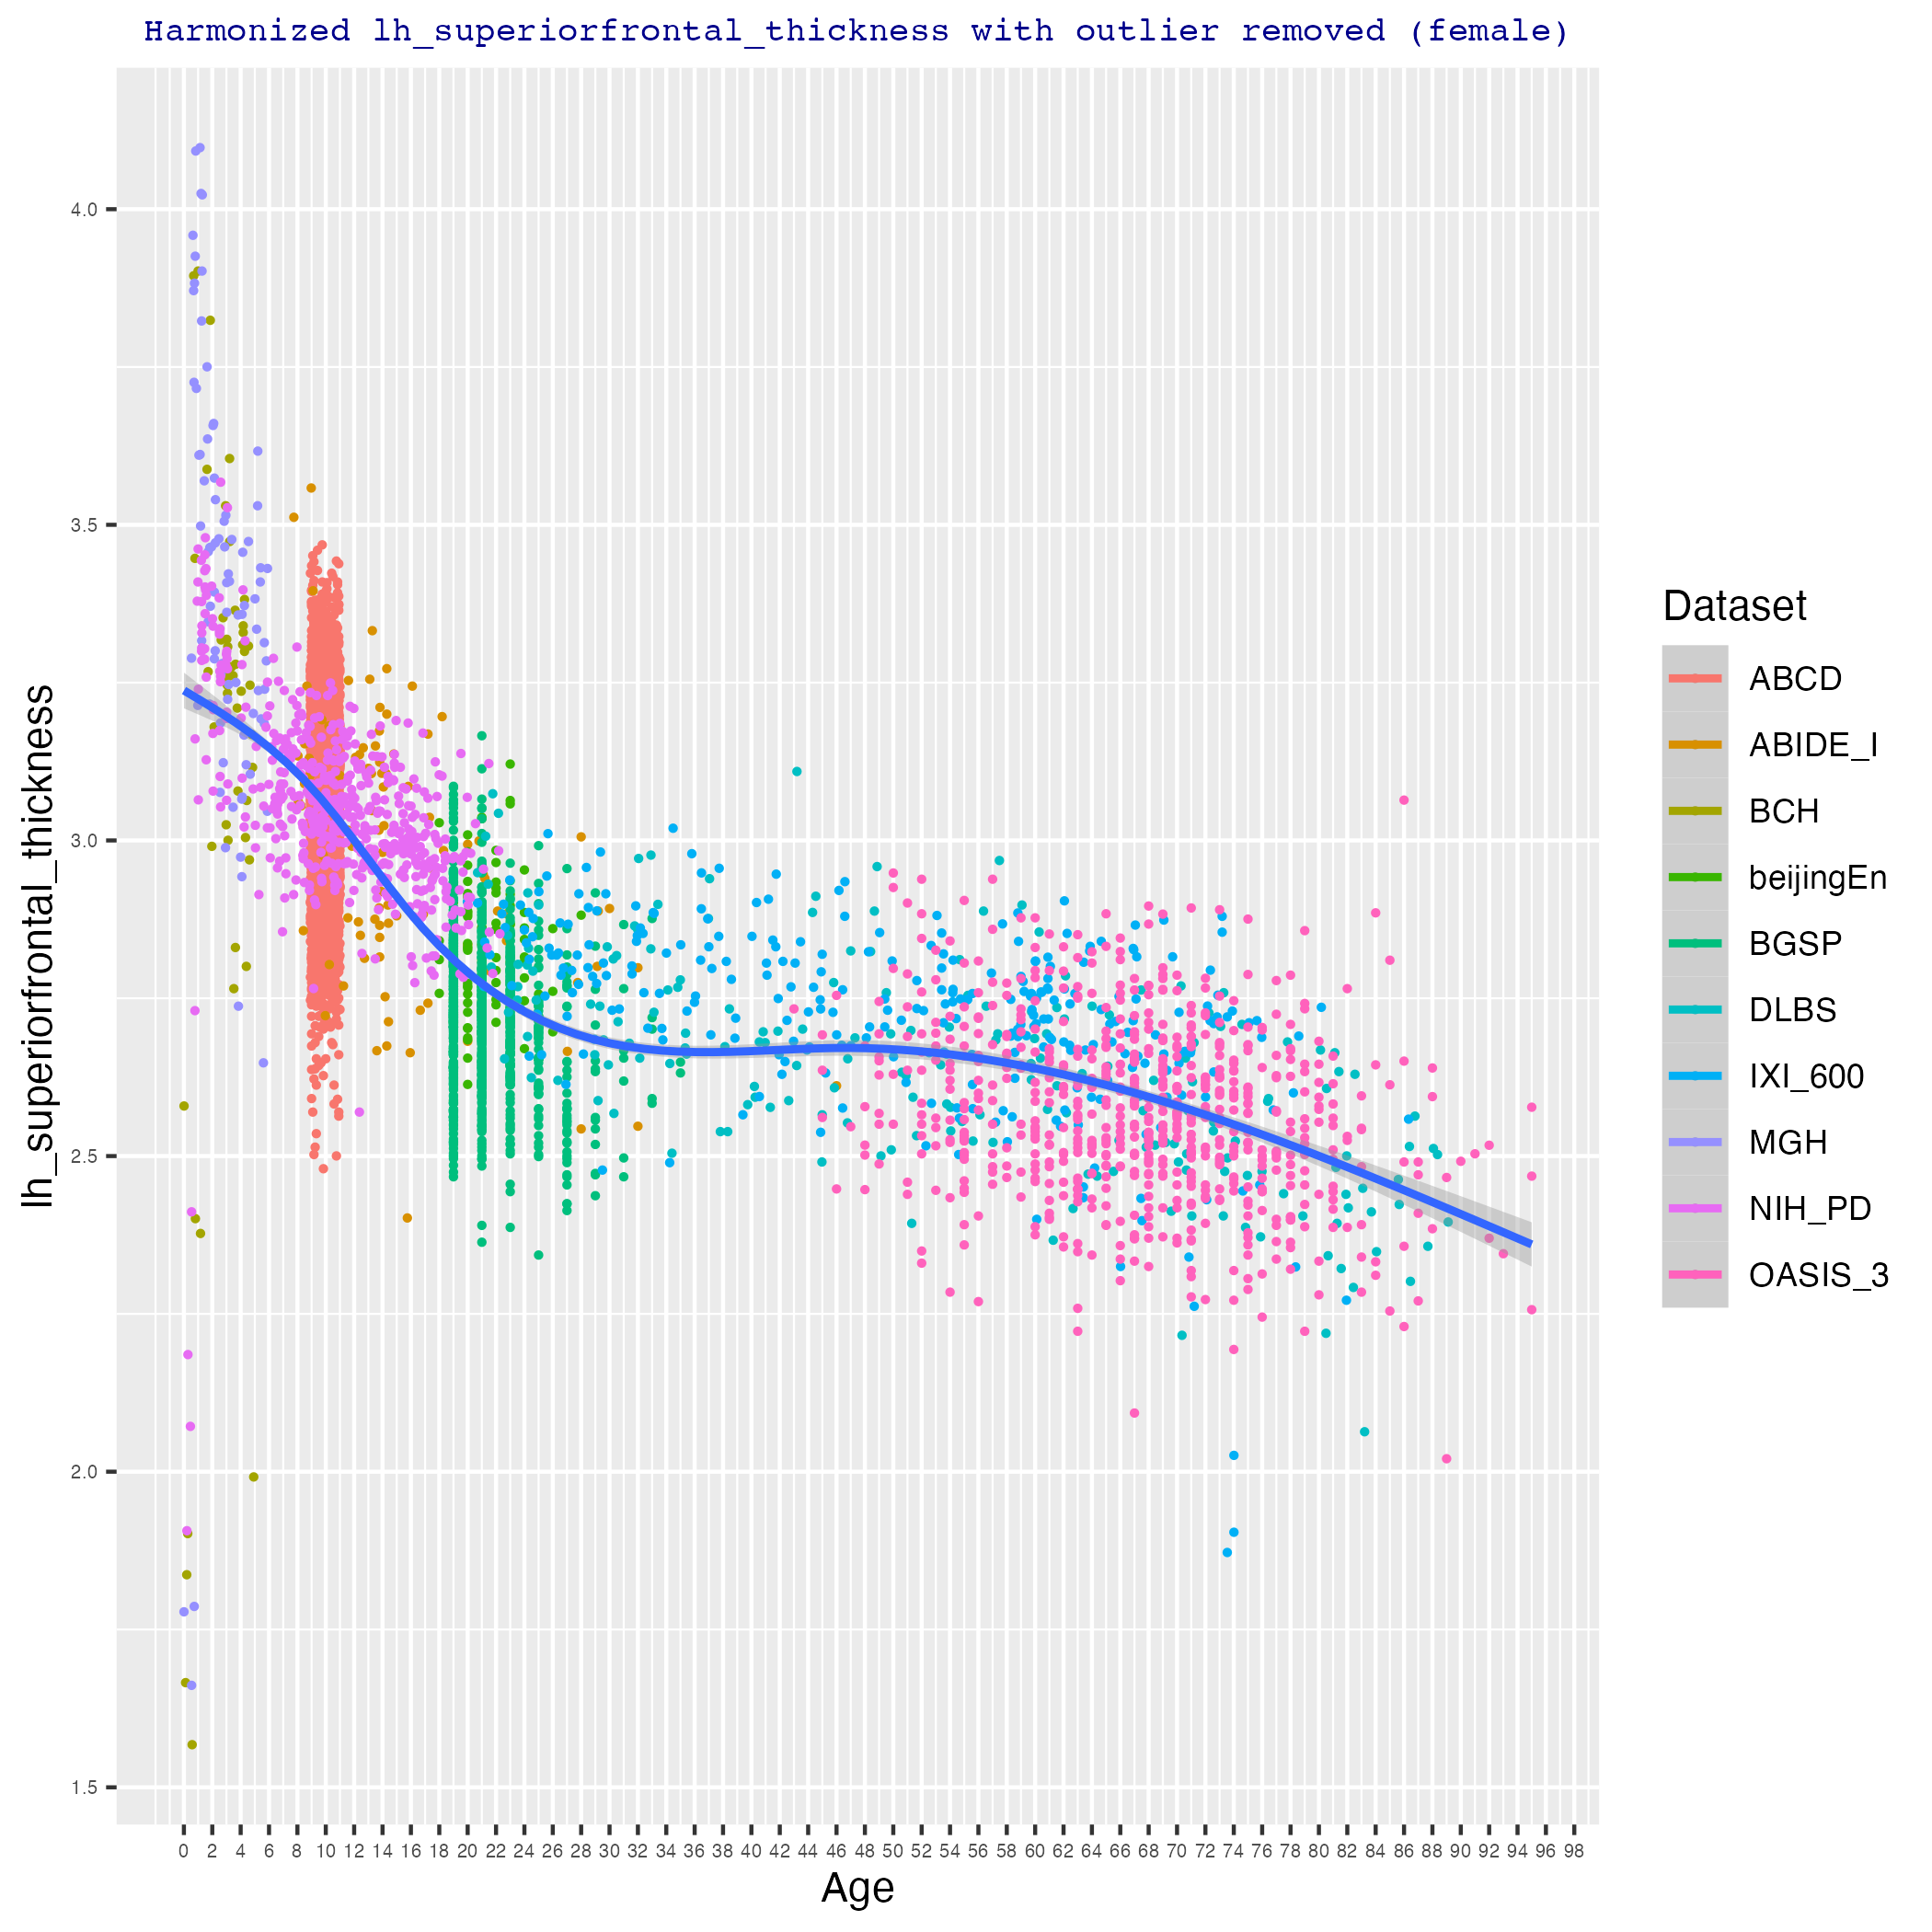 Harmonized lh_superiorfrontal_thickness with outlier removed (female)
lh_superiorfrontal_thickness
4.0
3.5
3.0
2.5
2.0
1.5
0 2 4 6 8 10 12 14 16 18 20 22 24 26 28 30 32 34 36 38 40 42 44 46 48 50 52 54 56 58 60 62 64 66 68 70 72 74 76 78 80 82 84 86 88 90 92 94 96 98
Age
Dataset
ABCD
ABIDE_I
BCH
beijingEn
BGSP
DLBS
IXI_600
MGH
NIH_PD
OASIS_3